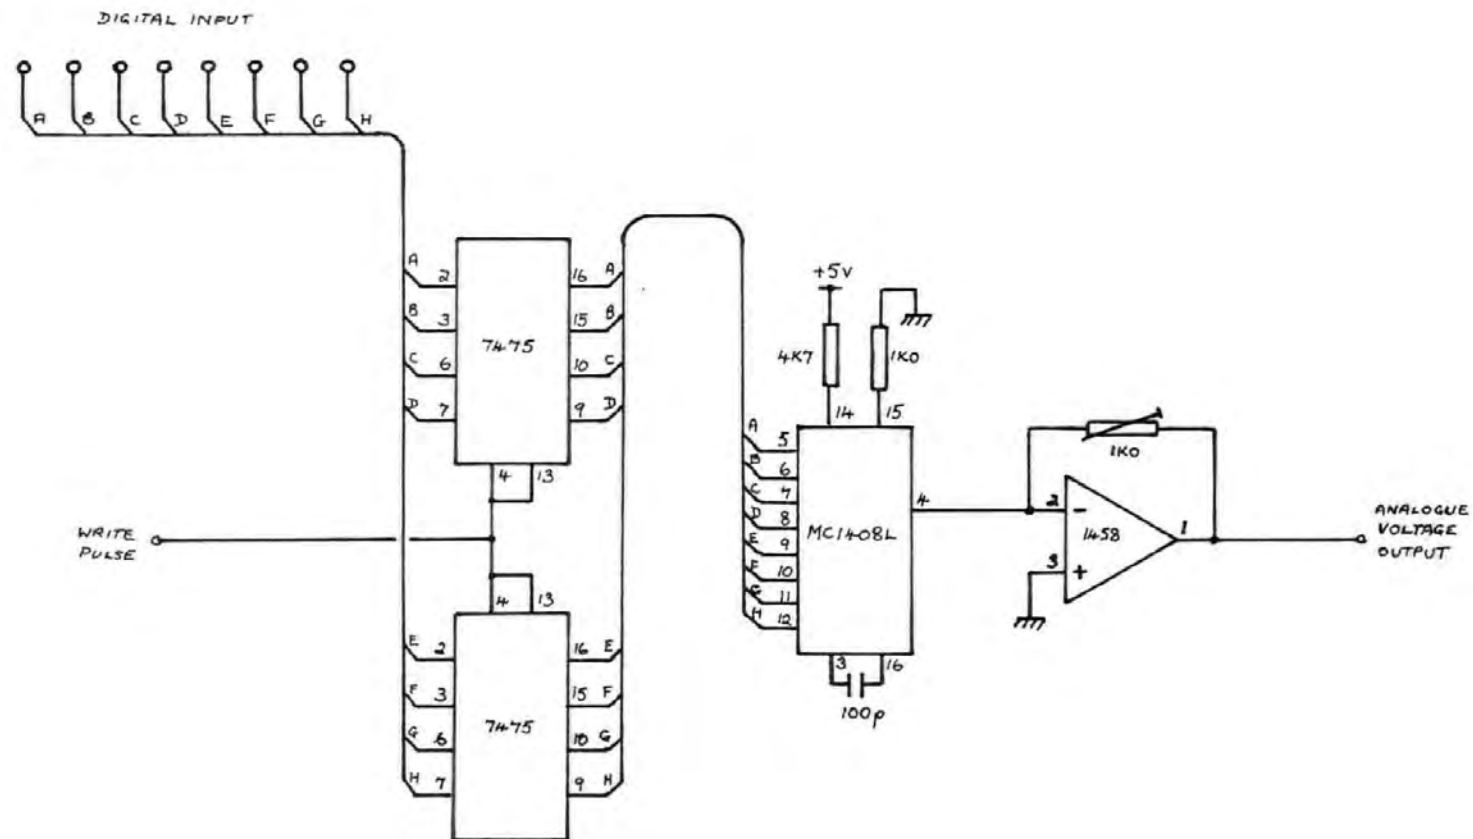 DIGITAL INPUT
A B C D E F G H
A 2 16 A
B 3 15 B
7475
C 6 10 C
D 7 9 D
4 13
WRITE
PULSE
4 13
E 2 16 E
F 3 15 F
7475
G 6 10 G
H 7 9 H
+5V
4K7
1K0
14 15
A 5
B 6
C 7
D 8
E 9
F 10
G 11
H 12
MC1408L
4
3 16
100p
1K0
2 -
1458
1
3 +
ANALOGUE
VOLTAGE
OUTPUT